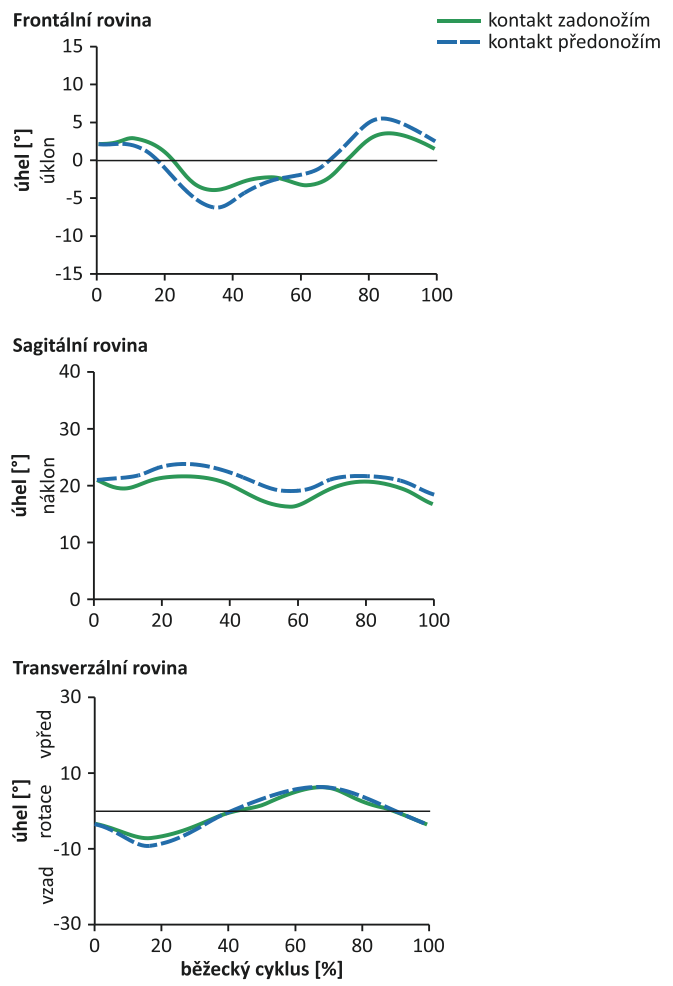 Frontální rovina
kontakt zadonožím
kontakt předonožím
15
10
5
0
-5
-10
-15
úhel [°]
úklon
0 20 40 60 80 100
Sagitální rovina
40
30
20
10
0
úhel [°]
náklon
0 20 40 60 80 100
Transverzální rovina
30
10
-10
-30
úhel [°]
vzad rotace vpřed
0 20 40 60 80 100
běžecký cyklus [%]